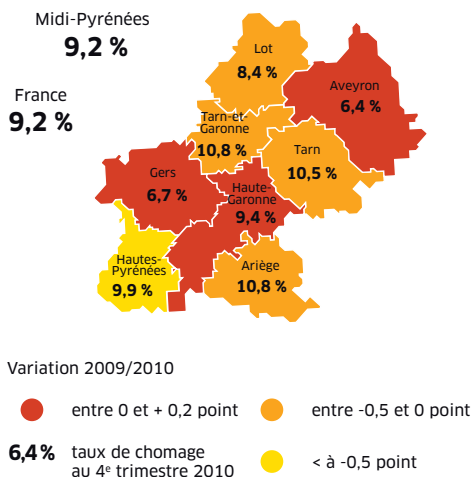 Midi-Pyrénées
9,2 %
France
9,2 %
Lot
8,4 %
Aveyron
6,4 %
Tarn-et-
Garonne
10,8 %
Tarn
10,5 %
Gers
6,7 %
Haute-
Garonne
9,4 %
Hautes-
Pyrénées
9,9 %
Ariège
10,8 %
Variation 2009/2010
entre 0 et + 0,2 point
entre -0,5 et 0 point
6,4% taux de chomage
au 4e trimestre 2010
< à -0,5 point